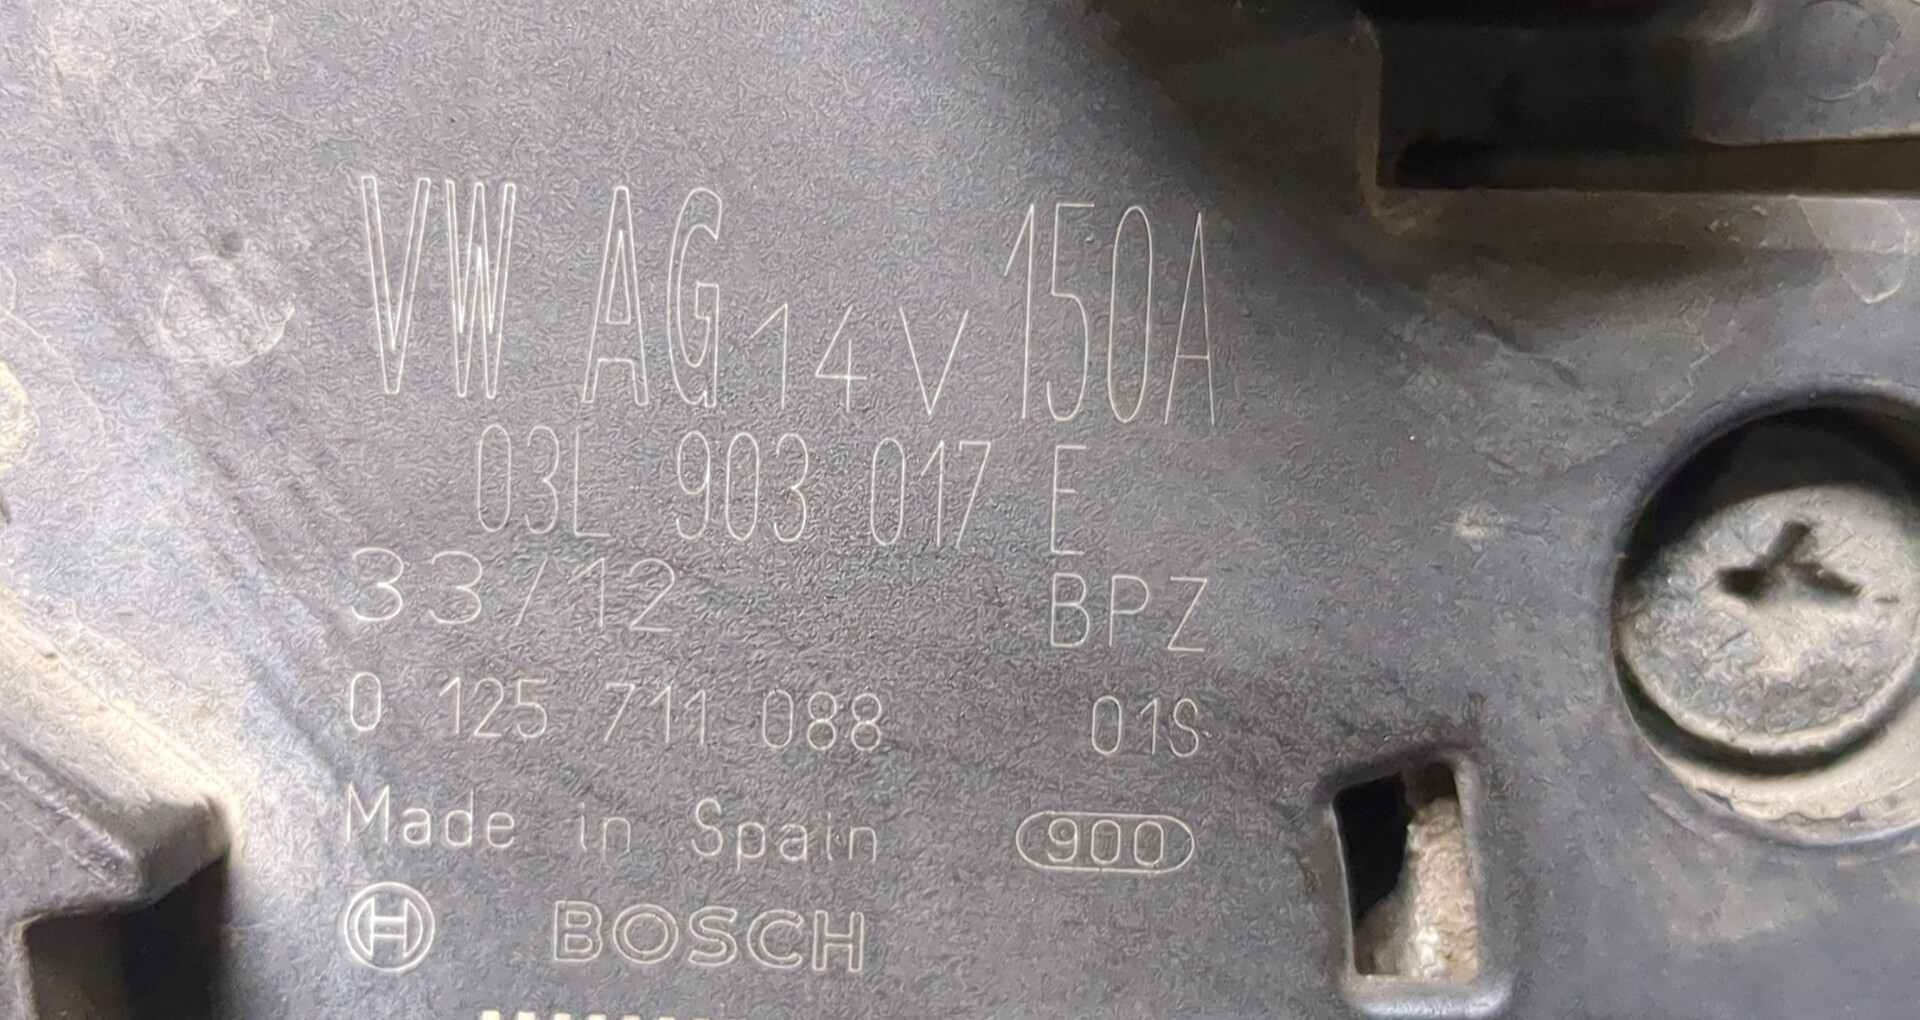 VW AG 14V 150A
03L 903 017 E
33/12 BPZ
0 125 711 088 01S
Made in Spain 900
BOSCH